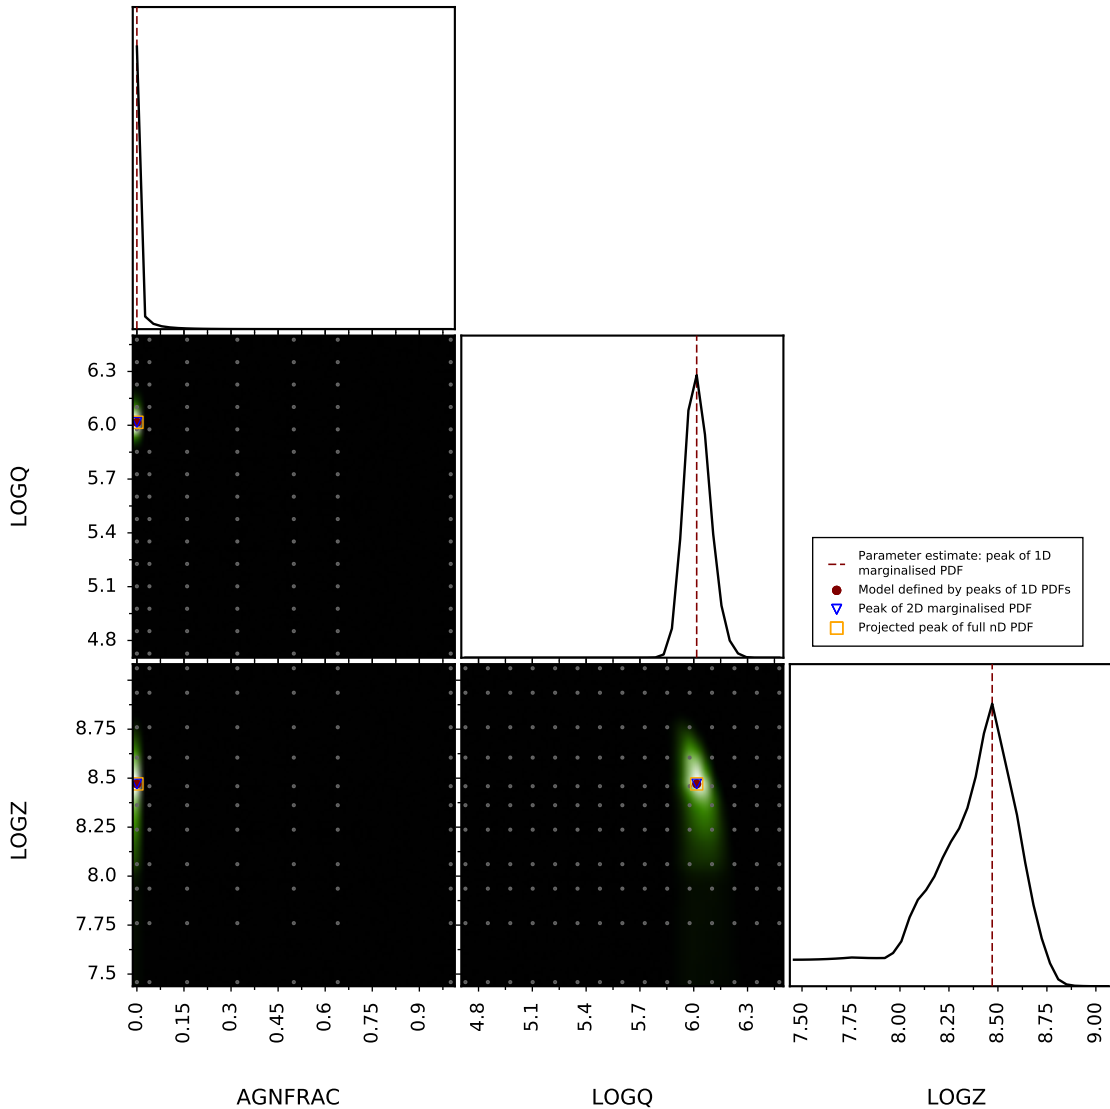 LOGQ
6.3
6.0
5.7
5.4
5.1
4.8
Parameter estimate: peak of 1D
marginalised PDF
Model defined by peaks of 1D PDFs
Peak of 2D marginalised PDF
Projected peak of full nD PDF
LOGZ
8.75
8.5
8.25
8.0
7.75
7.5
0.0 0.15 0.3 0.45 0.6 0.75 0.9
4.8 5.1 5.4 5.7 6.0 6.3
7.50 7.75 8.00 8.25 8.50 8.75 9.00
AGNFRAC
LOGQ
LOGZ